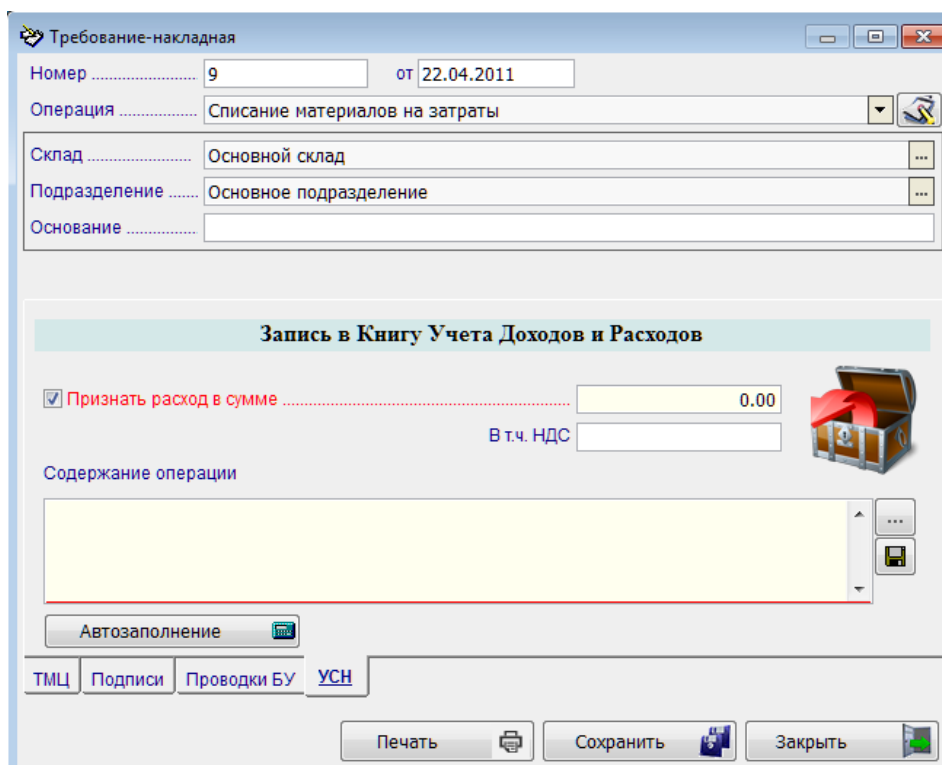 Требование-накладная
Номер ........................ 9 от 22.04.2011
Операция .................. Списание материалов на затраты
Склад ........................ Основной склад ...
Подразделение ....... Основное подразделение ...
Основание ................
Запись в Книгу Учета Доходов и Расходов
Признать расход в сумме ................................................................ 0.00
В т.ч. НДС
Содержание операции
...
Автозаполнение
ТМЦ Подписи Проводки БУ УСН
Печать Сохранить Закрыть